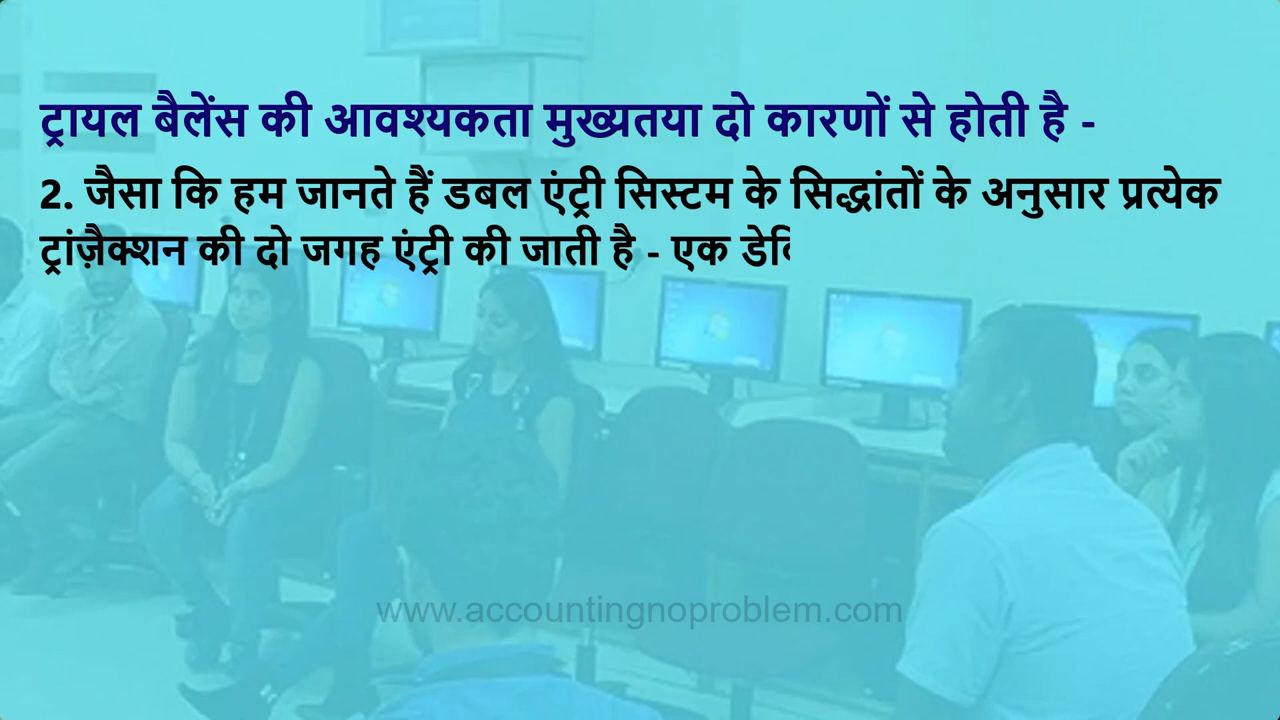 ट्रायल बैलेंस की आवश्यकता मुख्यतया दो कारणों से होती है -
2. जैसा कि हम जानते हैं डबल एंट्री सिस्टम के सिद्धांतों के अनुसार प्रत्येक
ट्रांज़ैक्शन की दो जगह एंट्री की जाती है - एक
www.accountingnoproblem.com